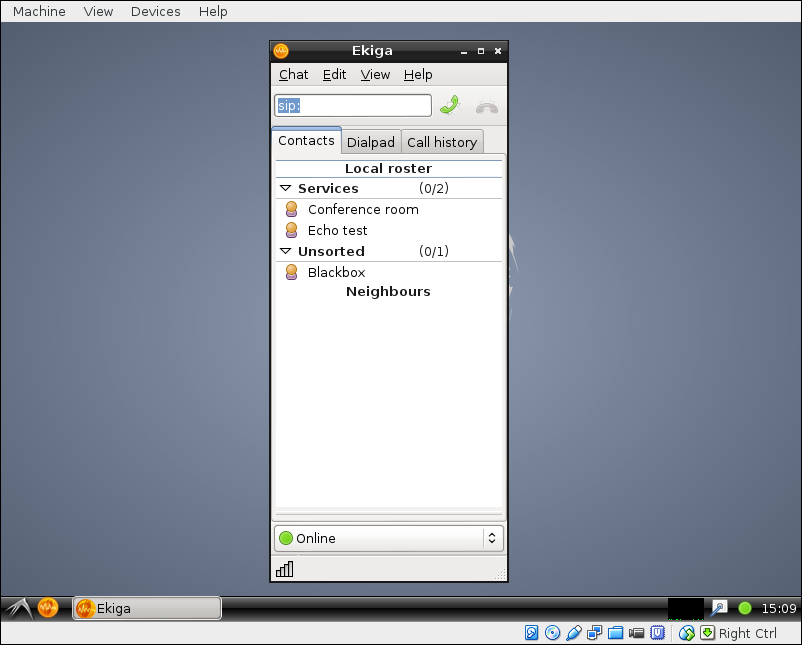 Machine View Devices Help
Ekiga
Chat Edit View Help
sip:
Contacts Dialpad Call history
Local roster
Services (0/2)
Conference room
Echo test
Unsorted (0/1)
Blackbox
Neighbours
Online
Ekiga 15:09
Right Ctrl